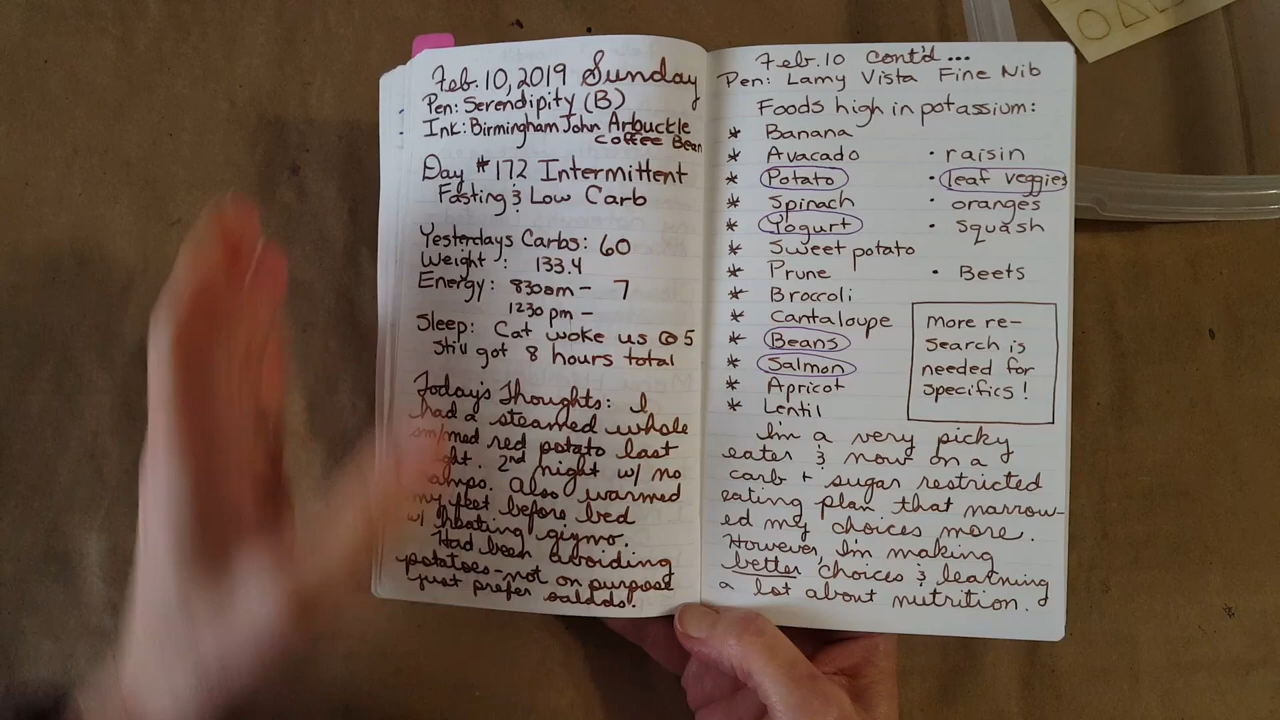 Feb. 10, 2019 Sunday
Pen: Serendipity (B)
Ink: Birmingham John Arbuckle
Coffee Bean
Day #172 Intermittent
Fasting & Low Carb
Yesterdays Carbs: 60
Weight : 133.4
Energy: 830am - 7
1230 pm -
Sleep: Cat woke us @ 5
Still got 8 hours total
Today's Thoughts: I
had a steamed whole
sm/med red potato last
2nd night w/ no
Also warmed
my feet before bed
w/ heating gizmo.
Had been avoiding
potatoes - not on purpose
just prefer salads.
Feb. 10 Cont'd ...
Pen: Lamy Vista Fine Nib
Foods high in potassium:
* Banana
* Avacado · raisin
* Potato · leaf veggies
* Spinach · oranges
* Yogurt · Squash
* Sweet potato
* Prune · Beets
* Broccoli
* Cantaloupe
* Beans
* Salmon
* Apricot
* Lentil
More re-
search is
needed for
specifics!
I'm a very picky
eater & now on a
carb + sugar restricted
eating plan that narrow-
ed my choices more.
However, I'm making
better choices & learning
a lot about nutrition.